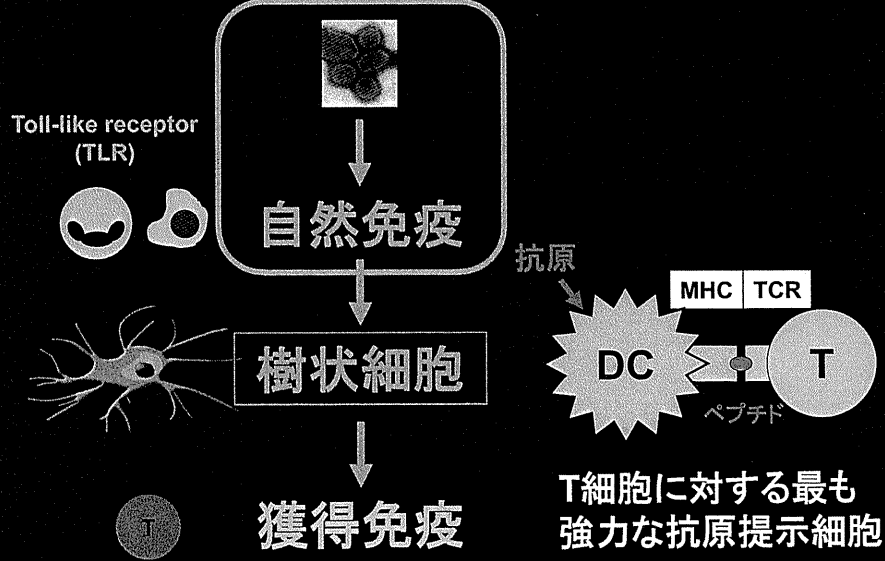 Toll-like receptor
(TLR)
自然免疫
樹状細胞
T
獲得免疫
抗原
MHC TCR
DC
T
ペプチド
T細胞に対する最も
強力な抗原提示細胞